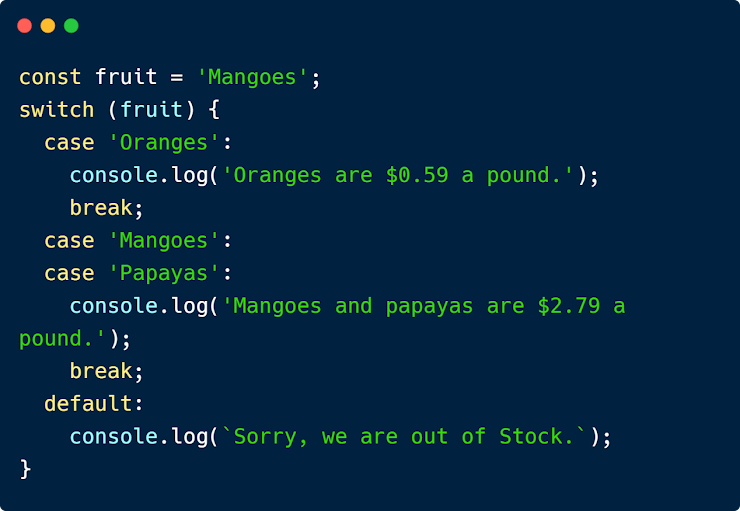 const fruit = 'Mangoes';
switch (fruit) {
  case 'Oranges':
    console.log('Oranges are $0.59 a pound.');
    break;
  case 'Mangoes':
  case 'Papayas':
    console.log('Mangoes and papayas are $2.79 a
pound.');
    break;
  default:
    console.log(`Sorry, we are out of Stock.`);
}